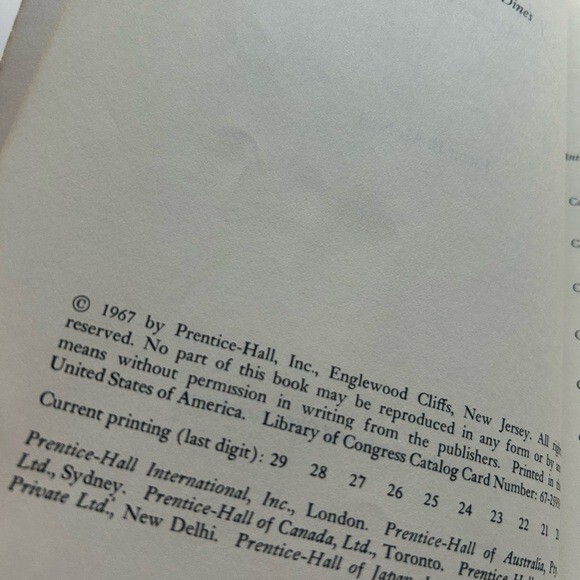 Dines
© 1967 by Prentice-Hall, Inc., Englewood Cliffs, New Jersey. All
reserved. No part of this book may be reproduced in any form or by
means without permission in writing from the publishers. Printed in
United States of America. Library of Congress Catalog Card Number:
Current printing (last digit): 29 28 27 26 25 24 23 22 21
Prentice-Hall International, Inc., London. Prentice-Hall of Australia,
Ltd., Sydney. Prentice-Hall of Canada, Ltd., Toronto.
Private Ltd., New Delhi. Prentice-Hall of